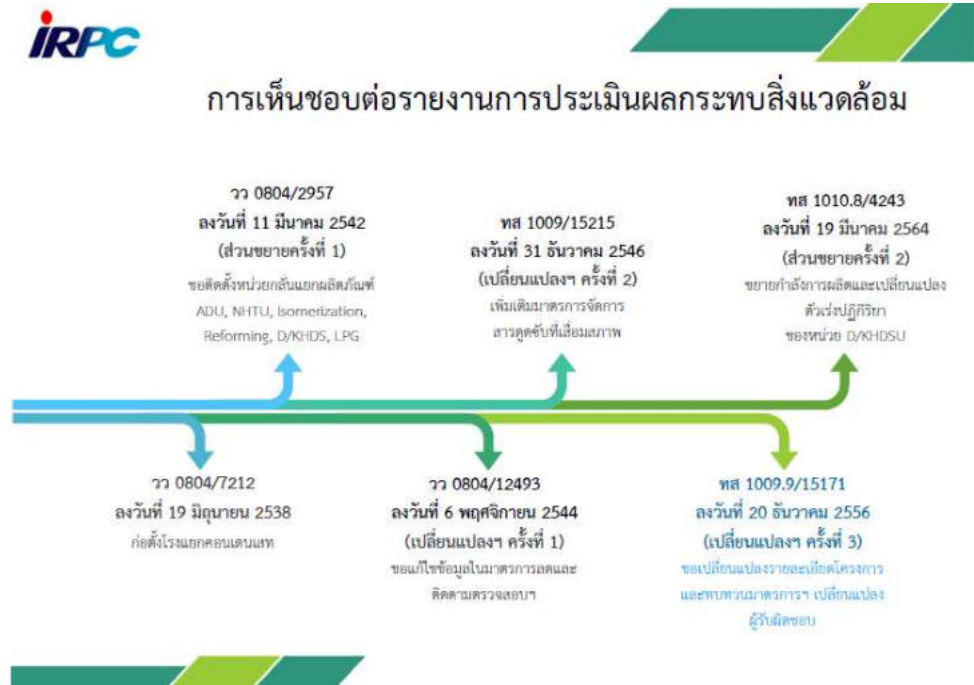 iRPC
การเห็นชอบต่อรายงานการประเมินผลกระทบสิ่งแวดล้อม
วว 0804/2957
ลงวันที่ 11 มีนาคม 2542
(ส่วนขยายครั้งที่ 1)
ขอติดตั้งหน่วยกลั่นแยกผลิตภัณฑ์
ADU, NHTU, Isomerization,
Reforming, D/KHDS, LPG
ทส 1009/15215
ลงวันที่ 31 ธันวาคม 2546
(เปลี่ยนแปลงฯ ครั้งที่ 2)
เพิ่มเติมมาตรการจัดการ
สารดูดซับที่เสื่อมสภาพ
ทส 1010.8/4243
ลงวันที่ 19 มีนาคม 2564
(ส่วนขยายครั้งที่ 2)
ขยายกำลังการผลิตและเปลี่ยนแปลง
ตัวเร่งปฏิกิริยา
ของหน่วย D/KHDSU
วว 0804/7212
ลงวันที่ 19 มิถุนายน 2538
ก่อตั้งโรงแยกคอนเดนเสท
วว 0804/12493
ลงวันที่ 6 พฤศจิกายน 2544
(เปลี่ยนแปลงฯ ครั้งที่ 1)
ขอแก้ไขข้อมูลในมาตรการลดและ
ติดตามตรวจสอบฯ
ทส 1009.9/15171
ลงวันที่ 20 ธันวาคม 2556
(เปลี่ยนแปลงฯ ครั้งที่ 3)
ขอเปลี่ยนแปลงรายละเอียดโครงการ
และทบทวนมาตรการฯ เปลี่ยนแปลง
ผู้รับผิดชอบ